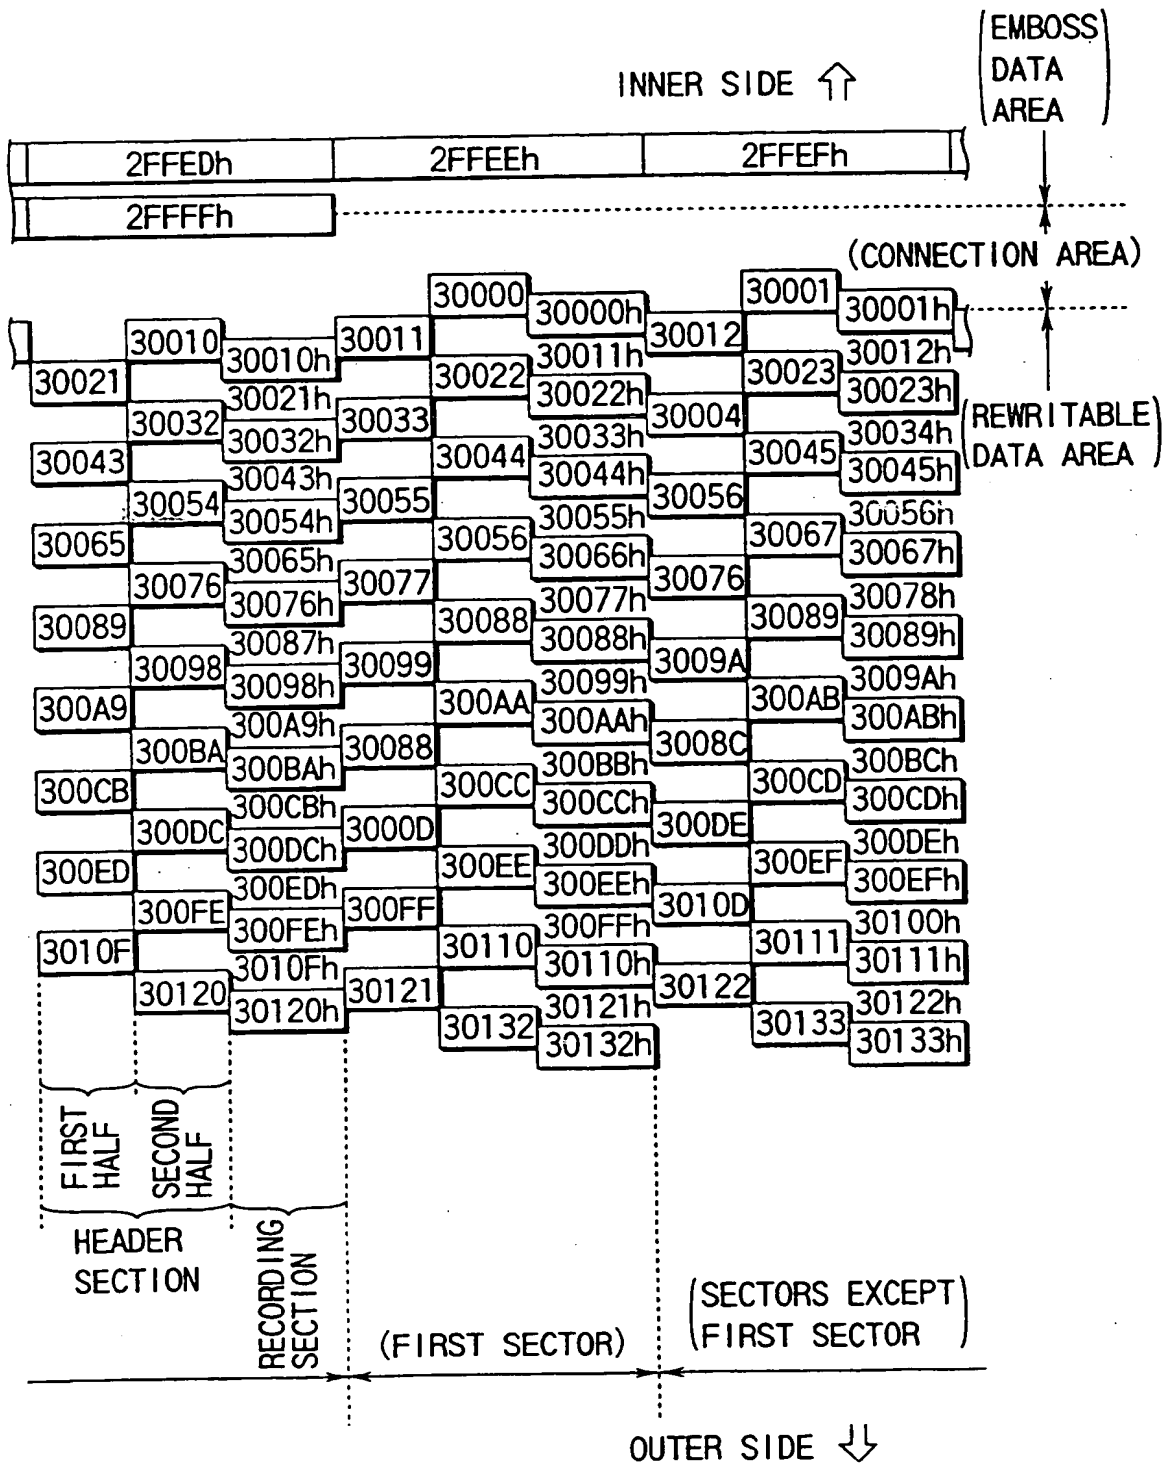 EMBOSS
DATA
AREA
INNER SIDE
2FFEDh 2FFEEh 2FFEFh
2FFFFh
(CONNECTION AREA)
30000 30001
30000h 30001h
30010 30011 30012
30010h 30011h 30012h
30021 30022 30023
30021h 30022h 30023h
30032 30033 30004
30032h 30033h 30034h
(REWRITABLE
DATA AREA)
30043 30044 30045
30043h 30044h 30045h
30054 30055 30056
30054h 30055h 30056h
30065 30056 30067
30065h 30066h 30067h
30076 30077 30076
30076h 30077h 30078h
30089 30088 30089
30087h 30088h 30089h
30098 30099 3009A
30098h 30099h 3009Ah
300A9 300AA 300AB
300A9h 300AAh 300ABh
300BA 30088 3008C
300BAh 300BBh 300BCh
300CB 300CC 300CD
300CBh 300CCh 300CDh
300DC 3000D 300DE
300DCh 300DDh 300DEh
300ED 300EE 300EF
300EDh 300EEh 300EFh
300FE 300FF 3010D
300FEh 300FFh 30100h
3010F 30110 30111
3010Fh 30110h 30111h
30120 30121 30122
30120h 30121h 30122h
30132 30133
30132h 30133h
FIRST
HALF
SECOND
HALF
HEADER
SECTION
RECORDING
SECTION
(FIRST SECTOR)
(SECTORS EXCEPT
FIRST SECTOR)
OUTER SIDE